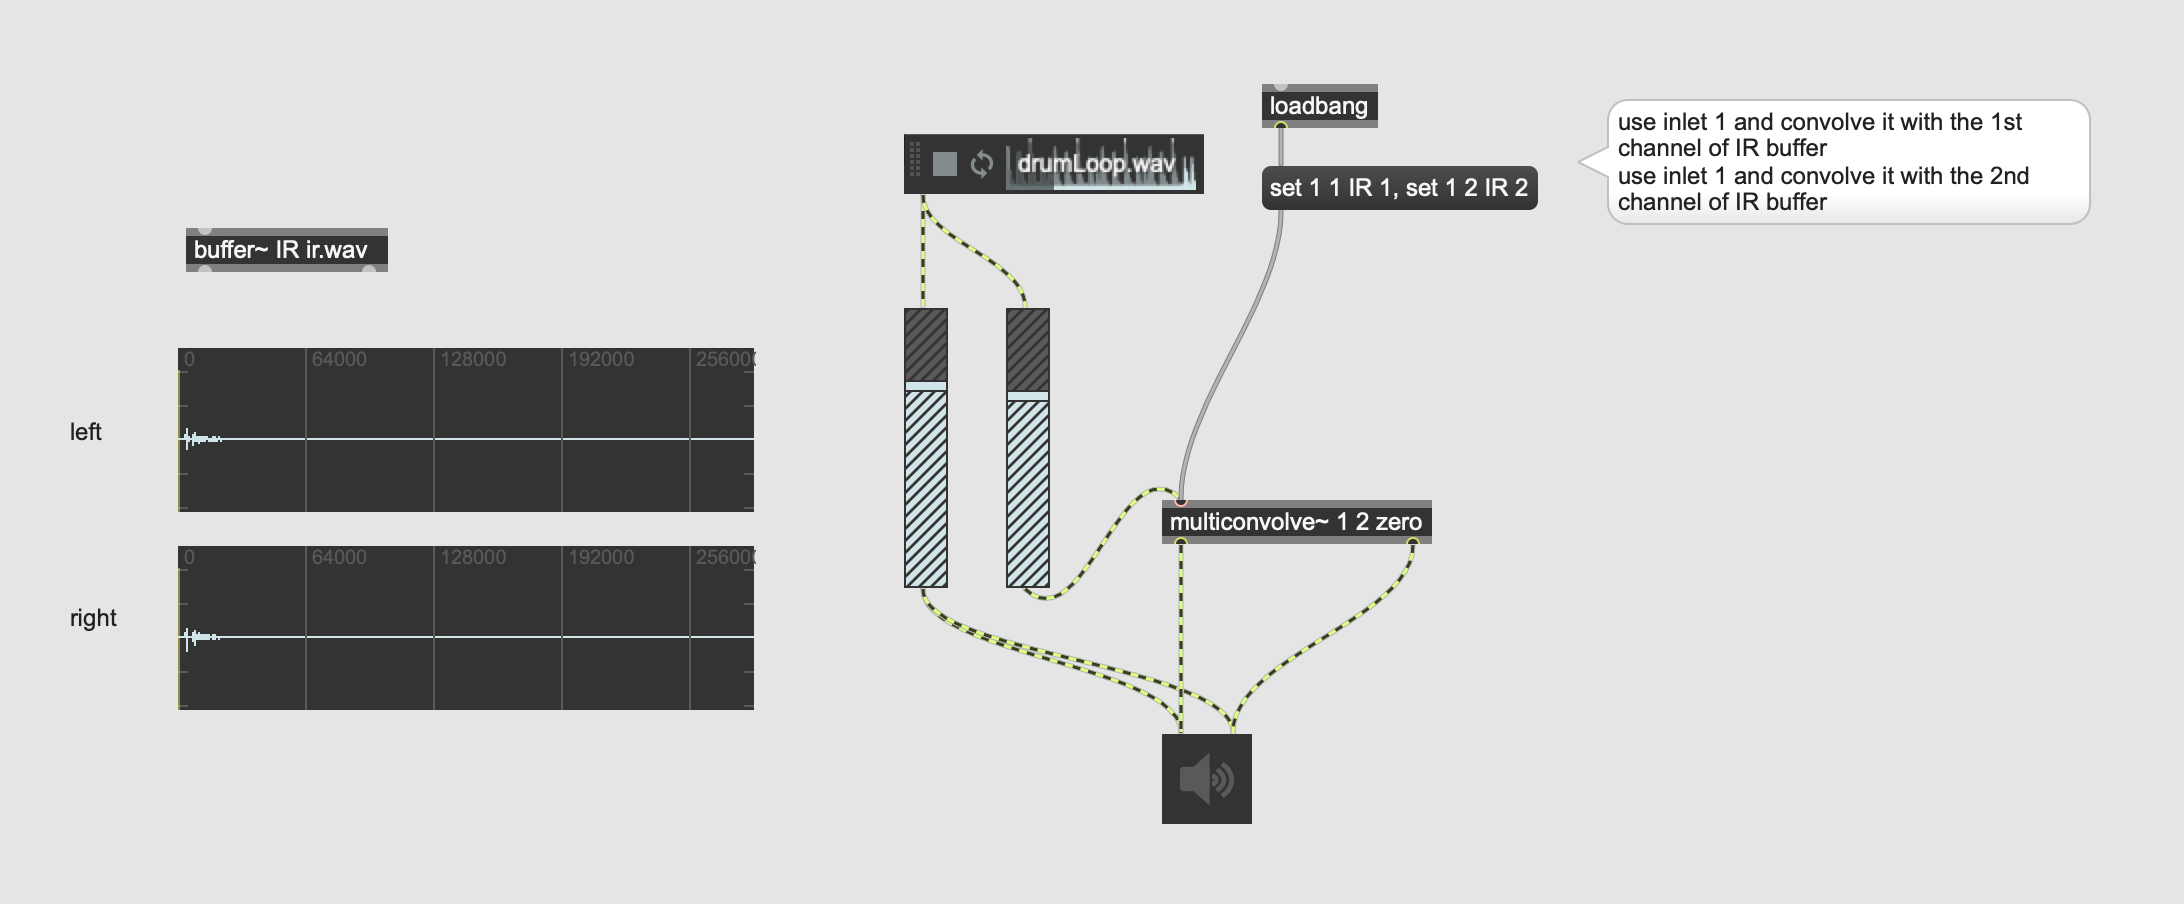 loadbang
drumLoop.wav
set 1 1 IR 1, set 1 2 IR 2
use inlet 1 and convolve it with the 1st
channel of IR buffer
use inlet 1 and convolve it with the 2nd
channel of IR buffer
buffer~ IR ir.wav
0 64000 128000 192000 256000
left
multiconvolve~ 1 2 zero
0 64000 128000 192000 256000
right